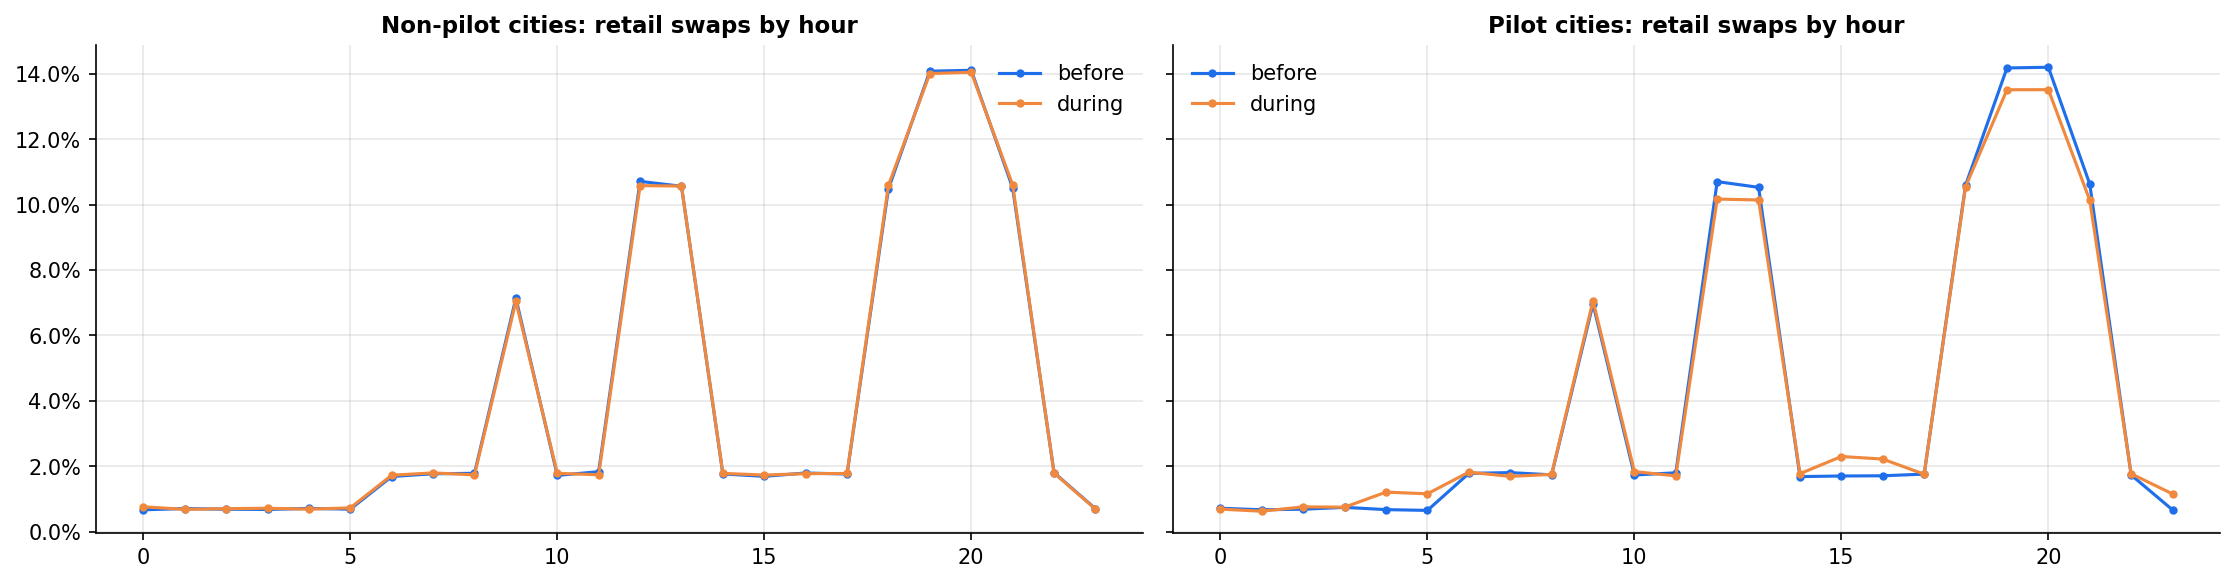 Non-pilot cities: retail swaps by hour
Pilot cities: retail swaps by hour
14.0%
12.0%
10.0%
8.0%
6.0%
4.0%
2.0%
0.0%
before
during
before
during
0 5 10 15 20
0 5 10 15 20